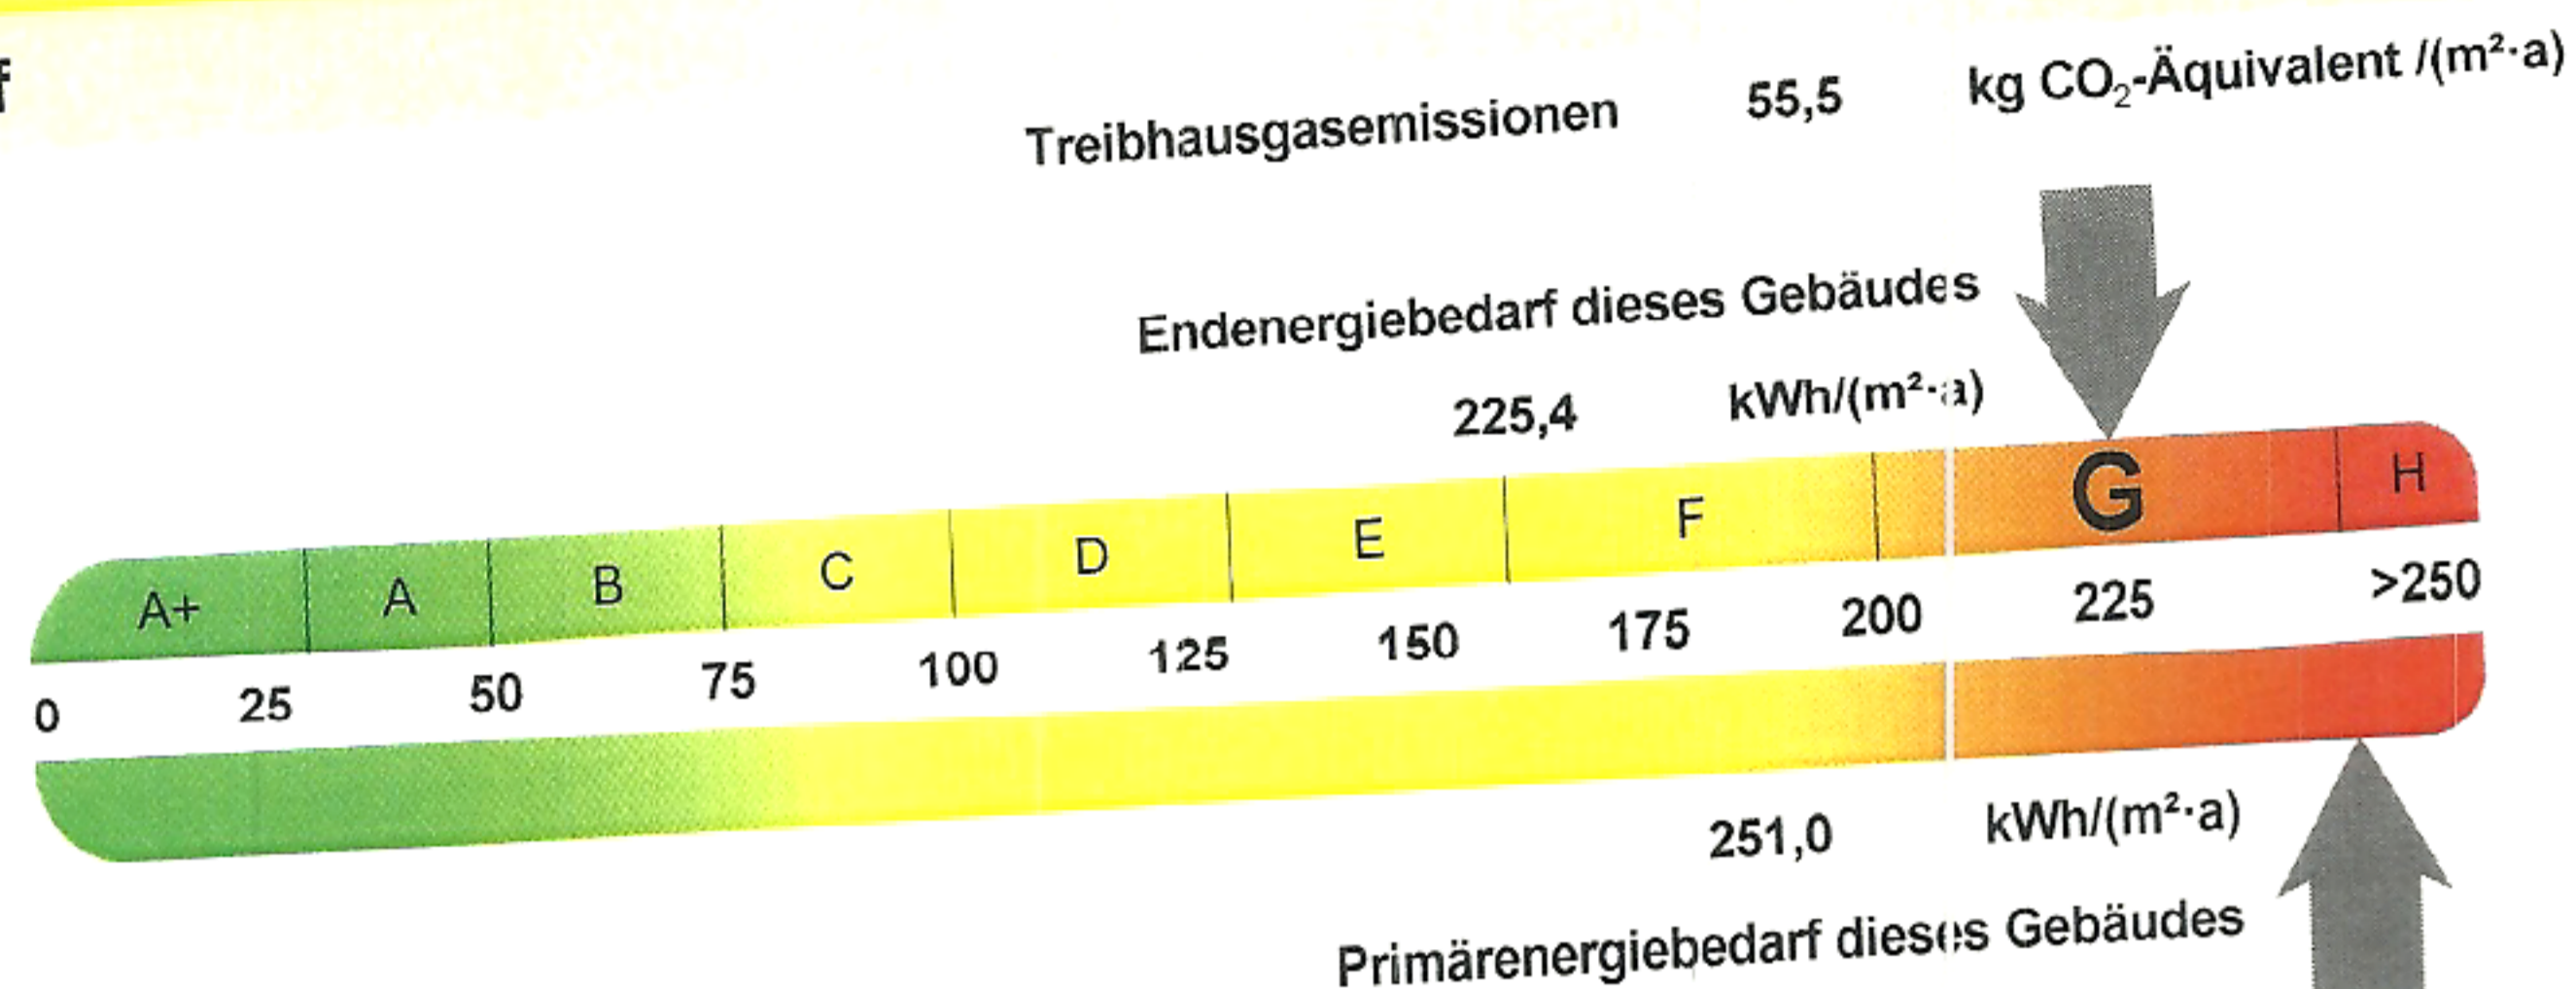 f
Treibhausgasemissionen 55,5 kg CO₂-Äquivalent /(m²·a)
Endenergiebedarf dieses Gebäudes
225,4 kWh/(m²·a)
A+ A B C D E F G H
0 25 50 75 100 125 150 175 200 225 >250
251,0 kWh/(m²·a)
Primärenergiebedarf dieses Gebäudes